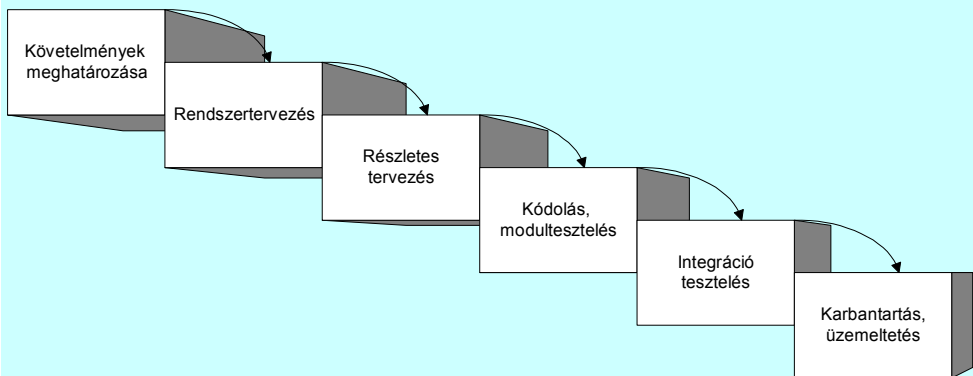 Követelmények
meghatározása
Rendszertervezés
Részletes
tervezés
Kódolás,
modultesztelés
Integráció
tesztelés
Karbantartás,
üzemeltetés